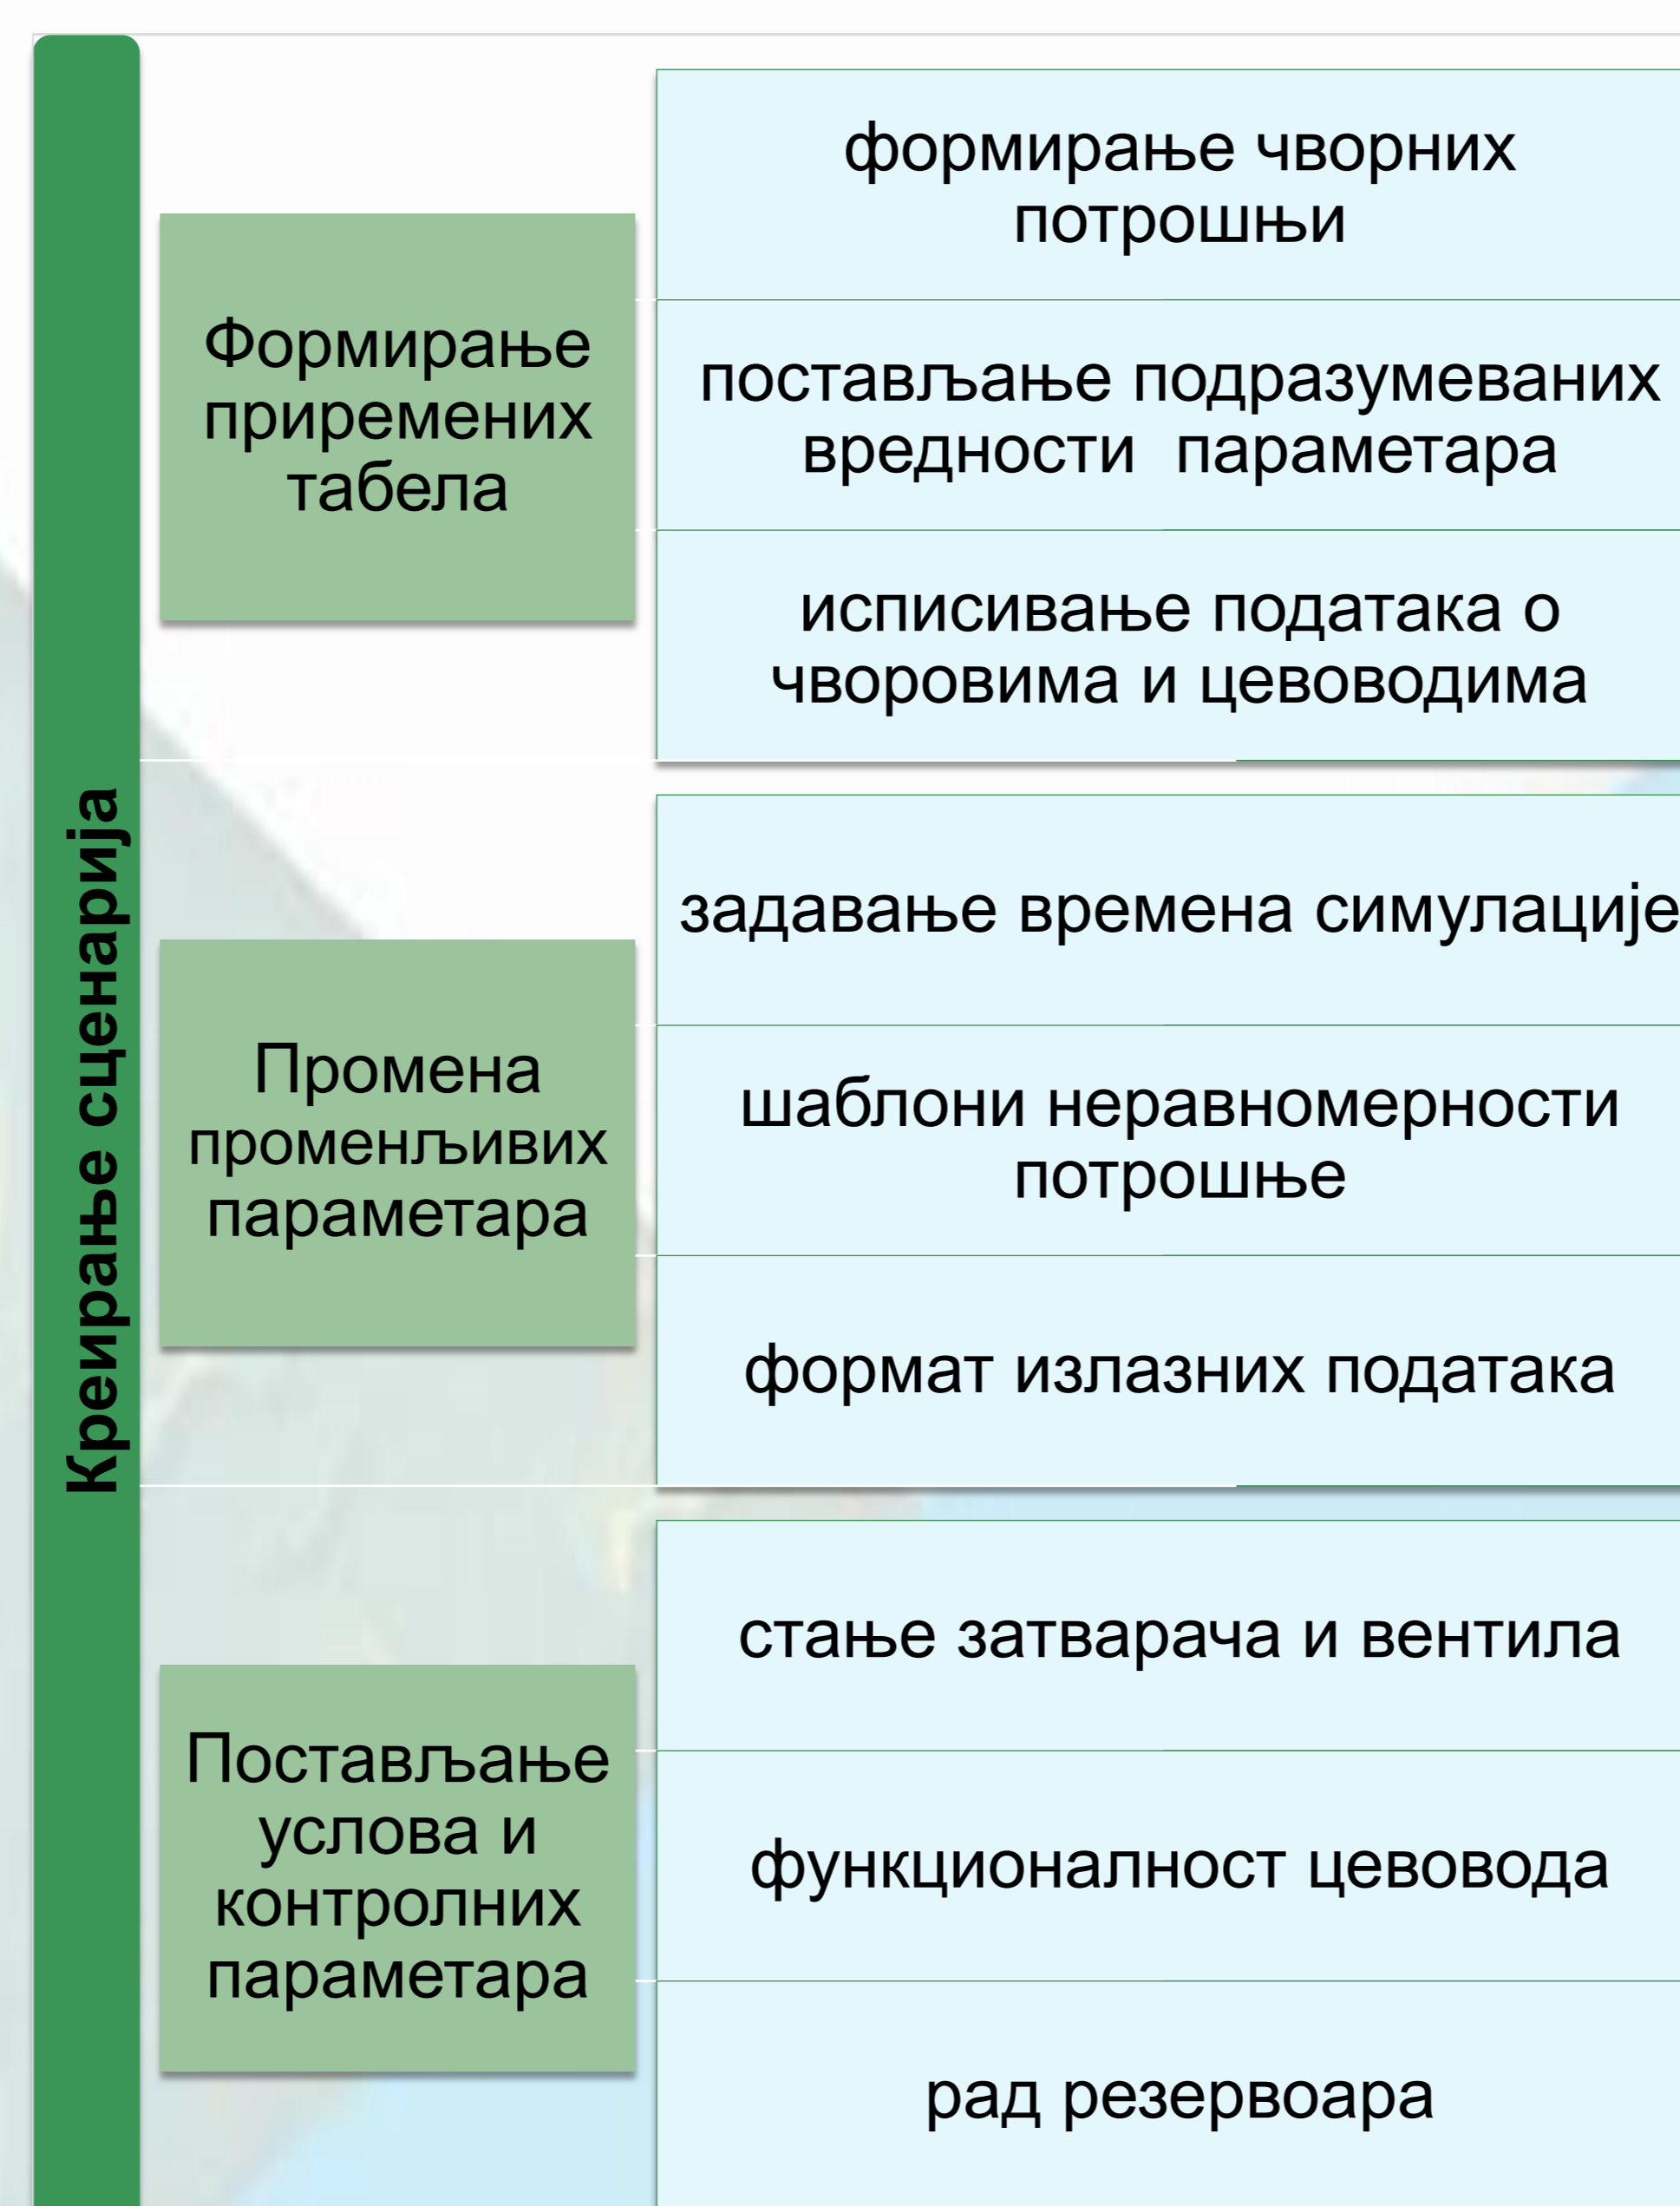 Креирање сценарија
Формирање
приремених
табела
формирање чворних
потрошњи
постављање подразумеваних
вредности параметара
исписивање података о
чворовима и цевоводима
Промена
променљивих
параметара
задавање времена симулације
шаблони неравномерности
потрошње
формат излазних података
Постављање
услова и
контролних
параметара
стање затварача и вентила
функционалност цевовода
рад резервоара